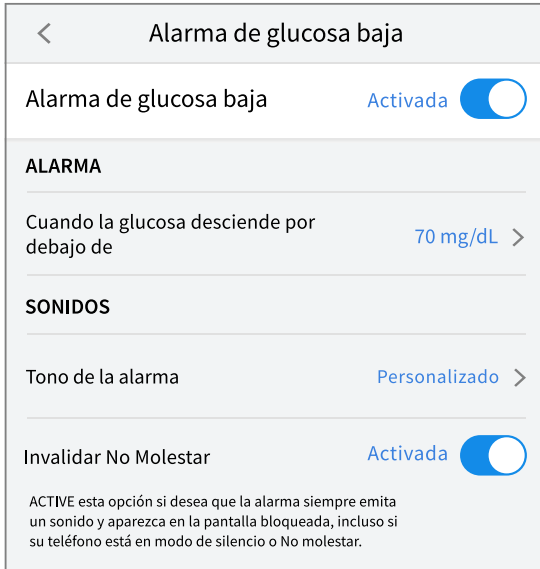 Alarma de glucosa baja
Alarma de glucosa baja Activada
ALARMA
Cuando la glucosa desciende por
debajo de
70 mg/dL
SONIDOS
Tono de la alarma Personalizado
Invalidar No Molestar Activada
ACTIVE esta opción si desea que la alarma siempre emita
un sonido y aparezca en la pantalla bloqueada, incluso si
su teléfono está en modo de silencio o No molestar.